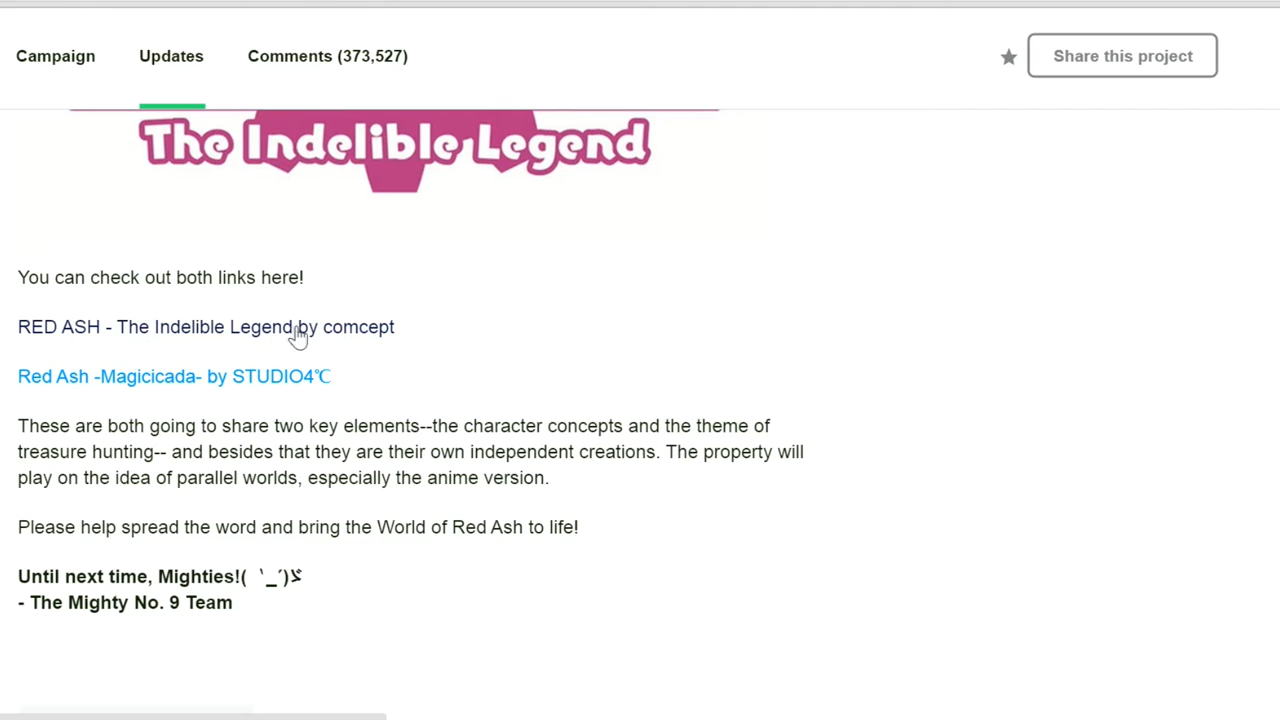 Campaign Updates Comments (373,527) Share this project
The Indelible Legend
You can check out both links here!
RED ASH - The Indelible Legend by comcept
Red Ash -Magicicada- by STUDIO4℃
These are both going to share two key elements--the character concepts and the theme of
treasure hunting-- and besides that they are their own independent creations. The property will
play on the idea of parallel worlds, especially the anime version.
Please help spread the word and bring the World of Red Ash to life!
Until next time, Mighties!( ｀_´)ゞ
- The Mighty No. 9 Team